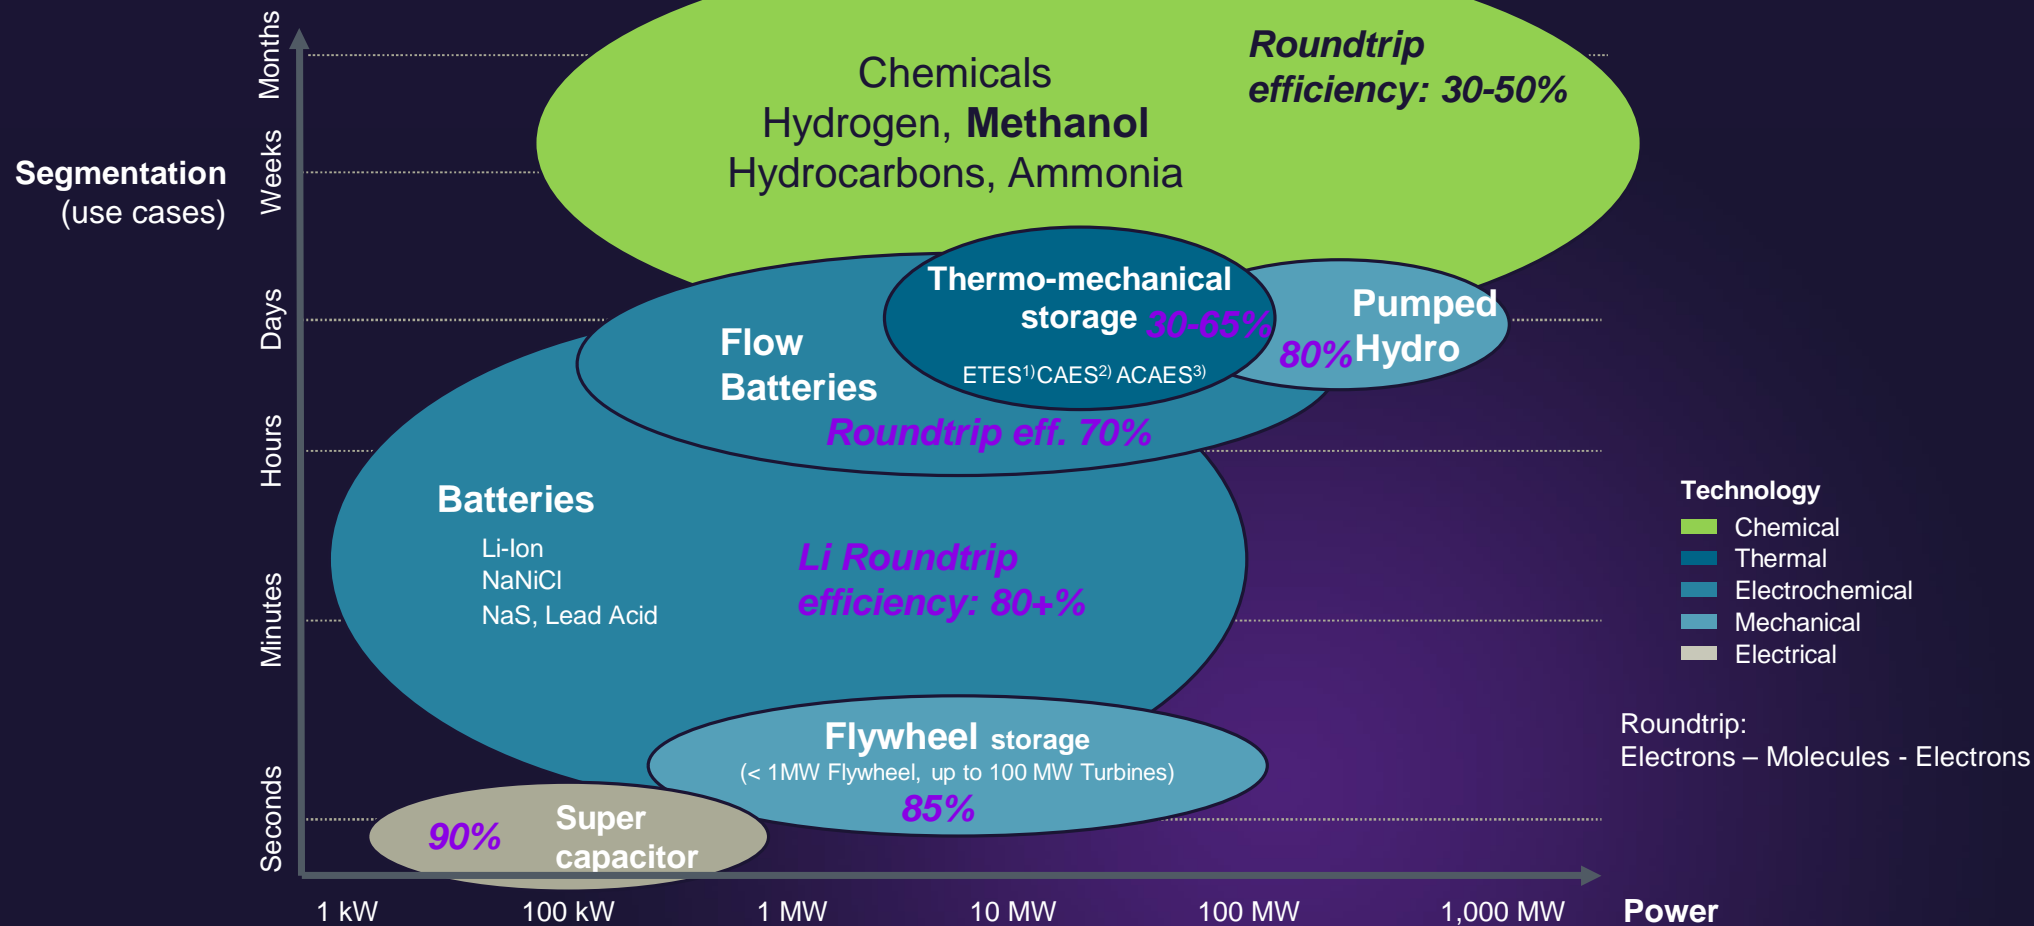 Months
Weeks
Days
Hours
Minutes
Seconds
Segmentation
(use cases)
Chemicals
Hydrogen, Methanol
Hydrocarbons, Ammonia
Roundtrip
efficiency: 30-50%
Thermo-mechanical
storage 30-65%
ETES1) CAES2) ACAES3)
Pumped
80% Hydro
Flow
Batteries
Roundtrip eff. 70%
Batteries
Li-Ion
NaNiCl
NaS, Lead Acid
Li Roundtrip
efficiency: 80+%
Flywheel storage
(< 1MW Flywheel, up to 100 MW Turbines)
85%
90%
Super
capacitor
Technology
Chemical
Thermal
Electrochemical
Mechanical
Electrical
Roundtrip:
Electrons – Molecules - Electrons
1 kW 100 kW 1 MW 10 MW 100 MW 1,000 MW Power